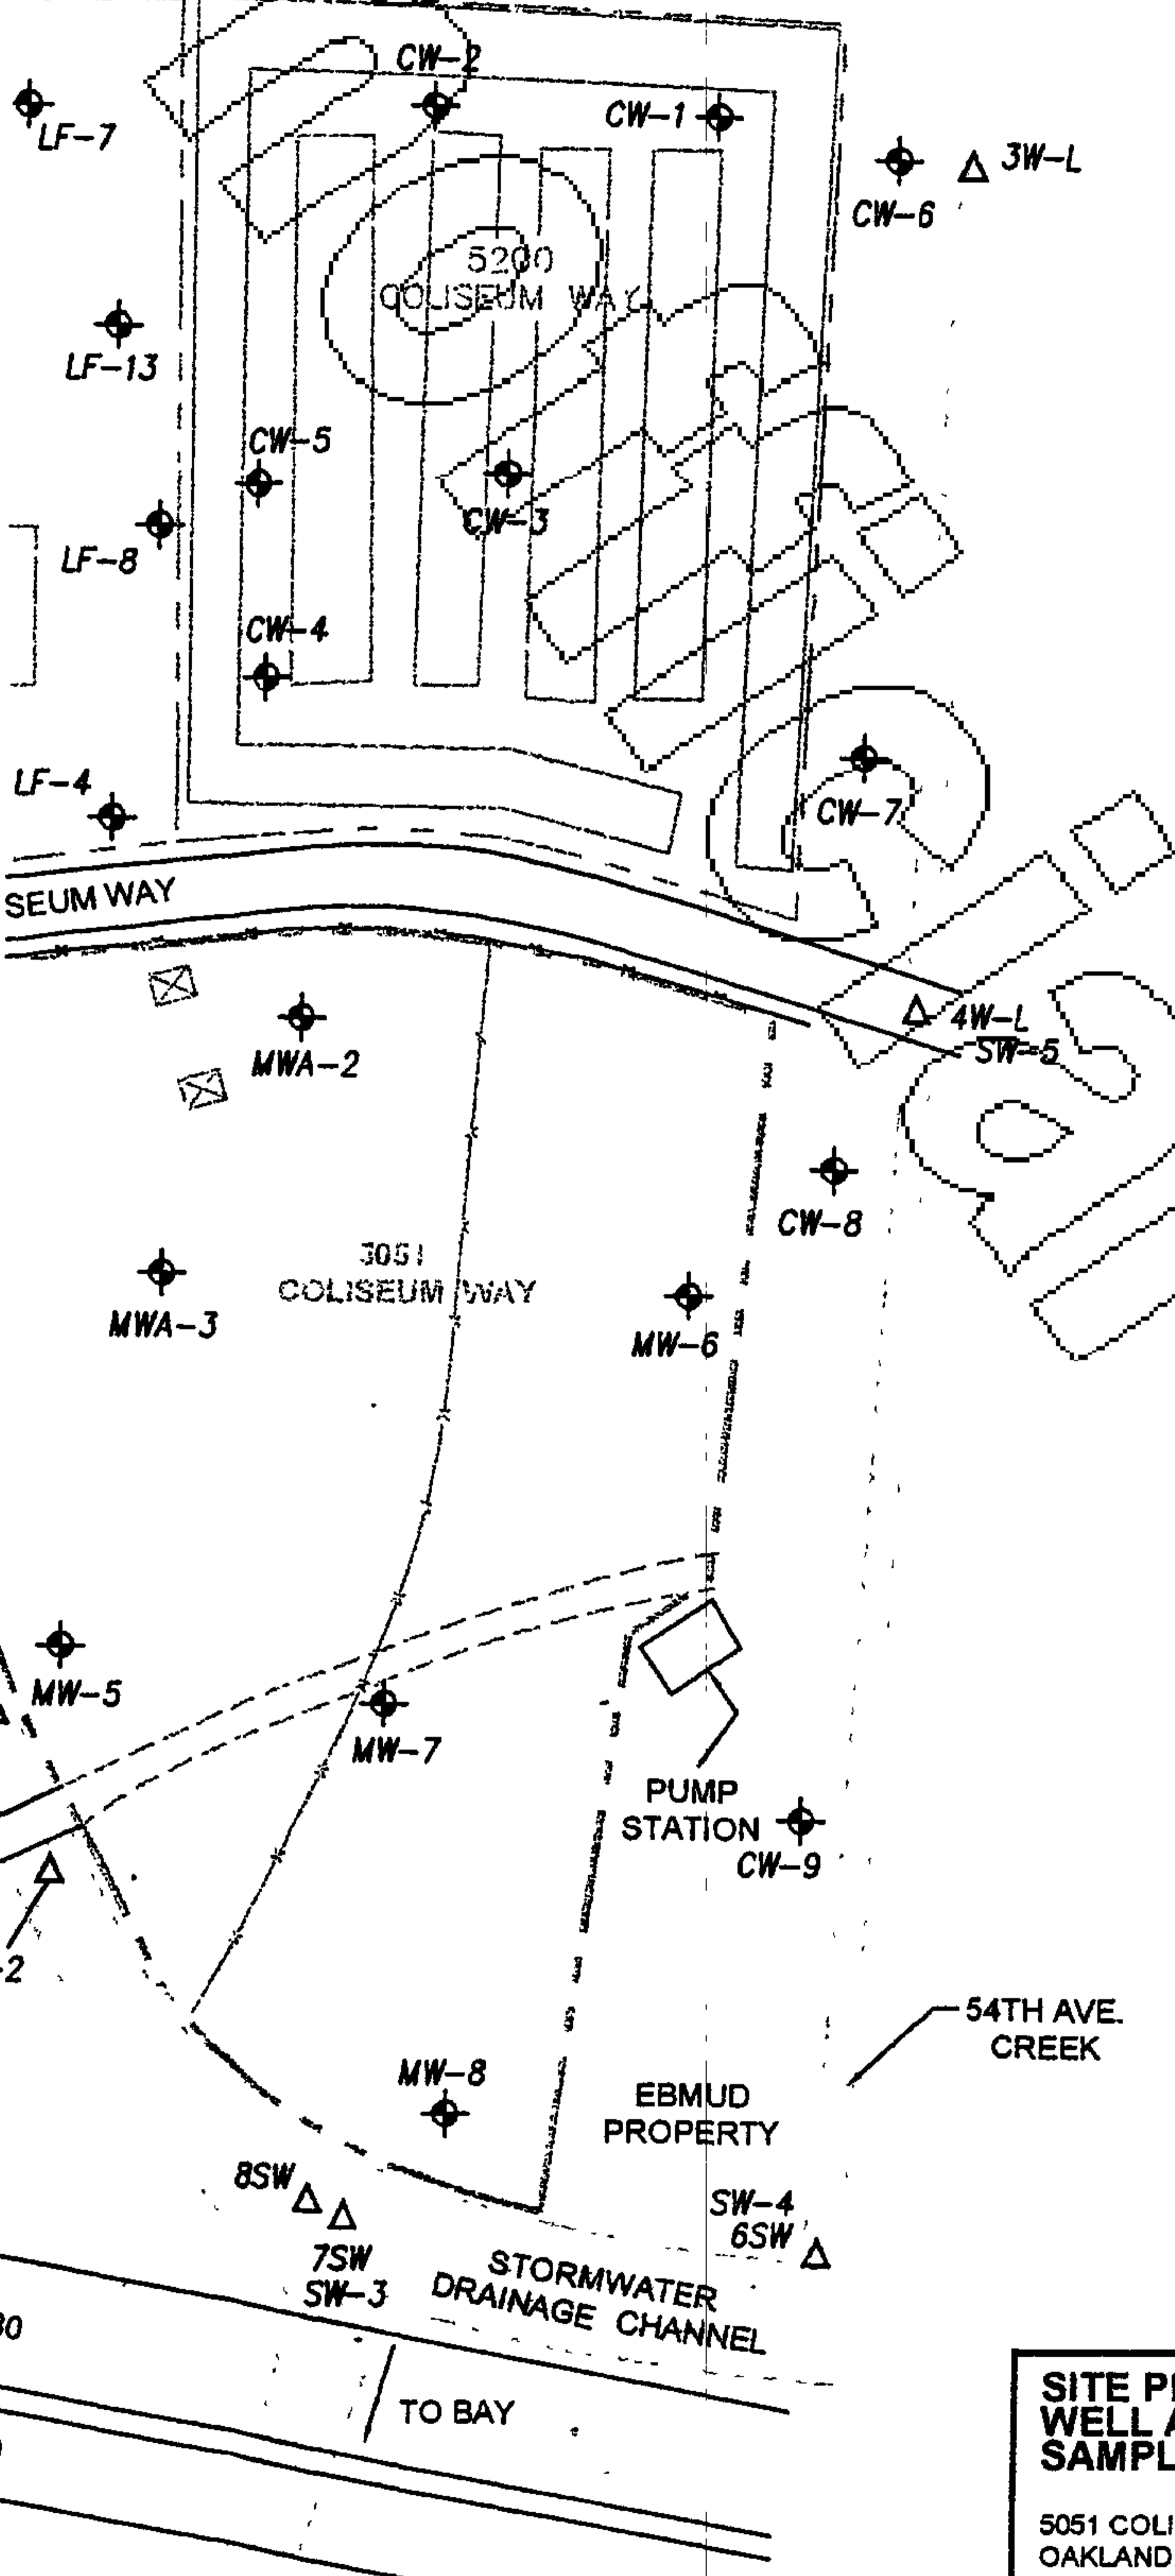 CW-2
CW-1
LF-7
3W-L
CW-6
5200
COLISEUM WAY
LF-13
CW-5
CW-3
LF-8
CW-4
LF-4
CW-7
SEUM WAY
4W-L
SW-5
MWA-2
CW-8
5051
COLISEUM WAY
MWA-3
MW-6
MW-5
MW-7
PUMP
STATION
CW-9
-2
54TH AVE.
CREEK
MW-8
EBMUD
PROPERTY
8SW
SW-4
6SW
7SW
SW-3
STORMWATER
DRAINAGE CHANNEL
TO BAY
SITE P
WELL A
SAMPL
5051 COLI
OAKLAND